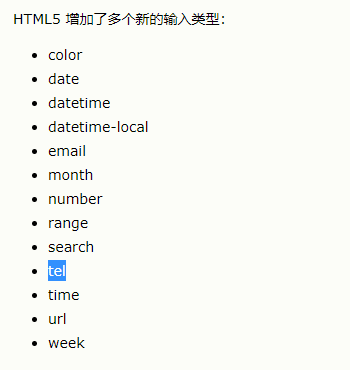 HTML5 增加了多个新的输入类型：
color
date
datetime
datetime-local
email
month
number
range
search
tel
time
url
week